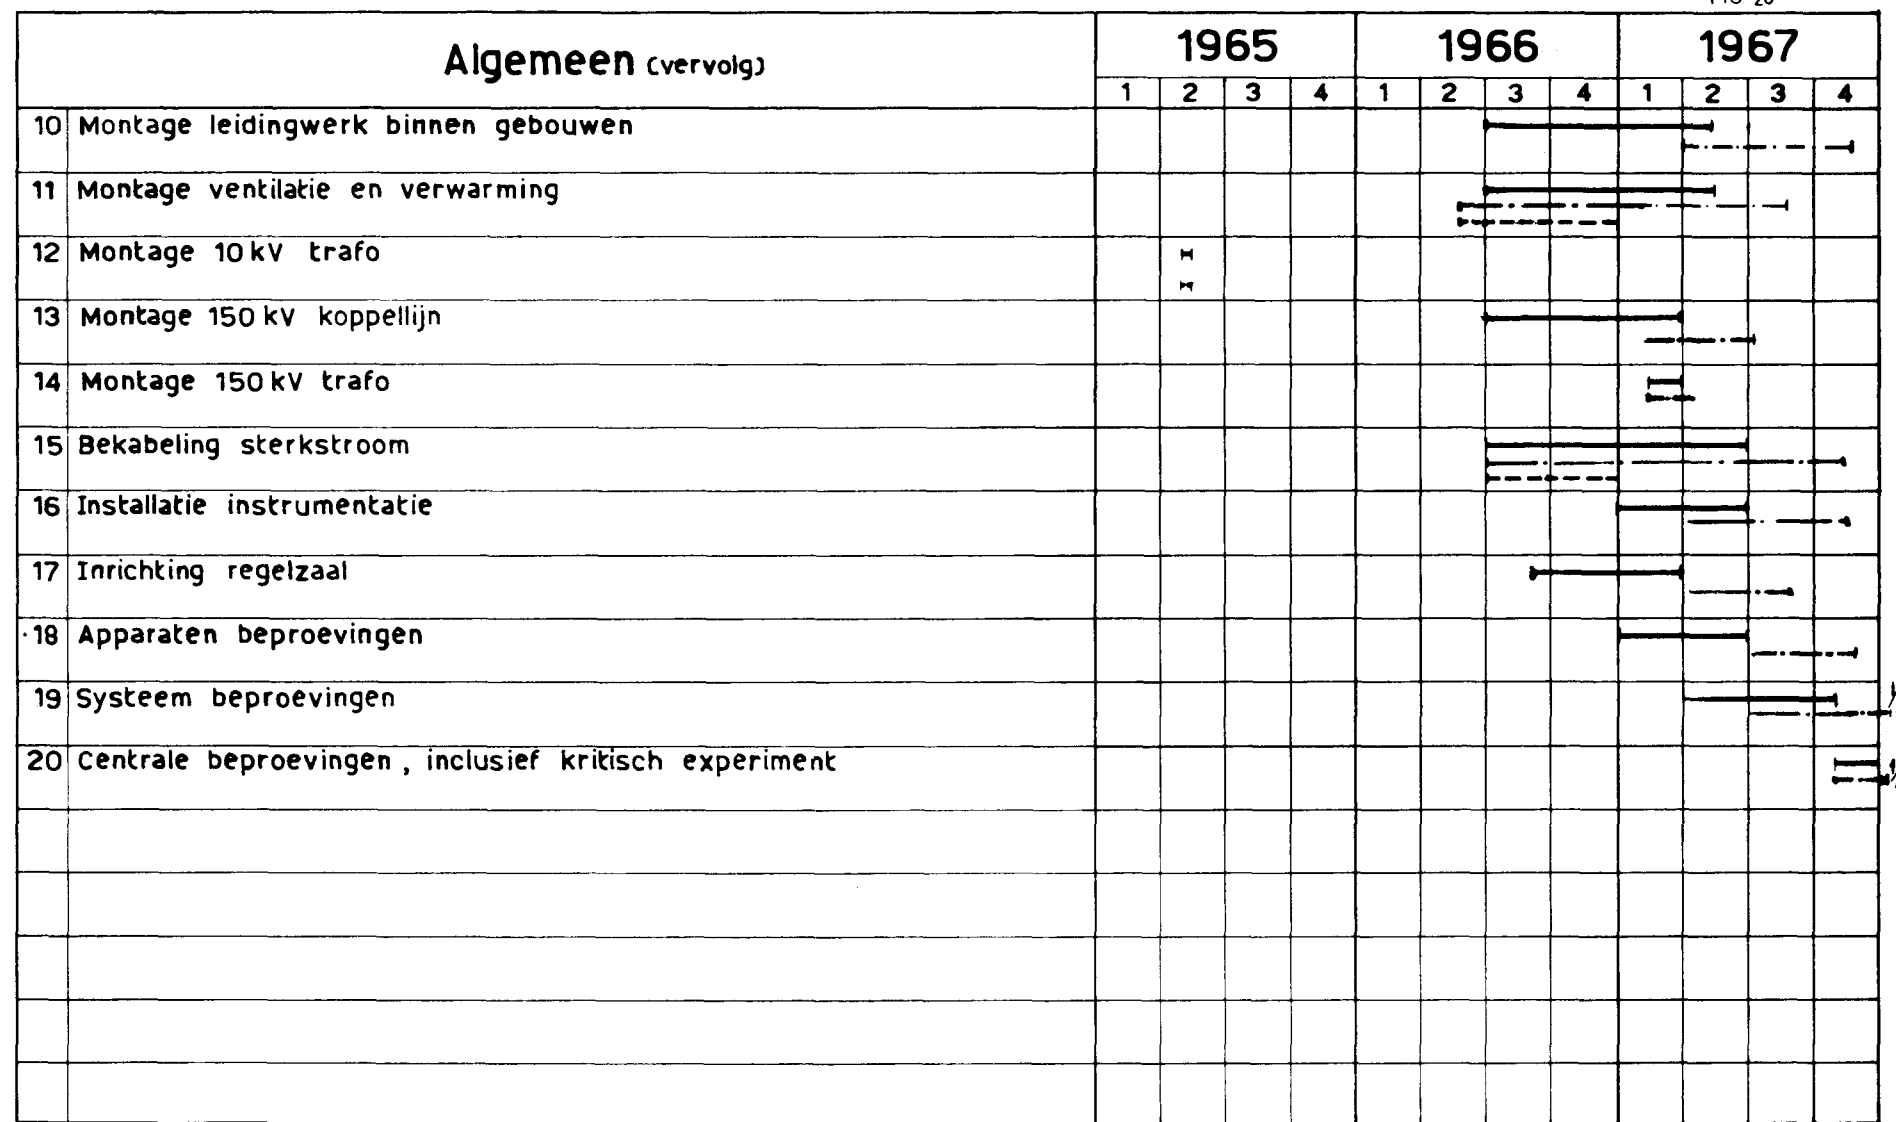 Algemeen (vervolg)
1965 1966 1967
1 2 3 4 1 2 3 4 1 2 3 4
10 Montage leidingwerk binnen gebouwen
11 Montage ventilatie en verwarming
12 Montage 10 kV trafo
13 Montage 150 kV koppellijn
14 Montage 150 kV trafo
15 Bekabeling sterkstroom
16 Installatie instrumentatie
17 Inrichting regelzaal
18 Apparaten beproevingen
19 Systeem beproevingen
20 Centrale beproevingen, inclusief kritisch experiment